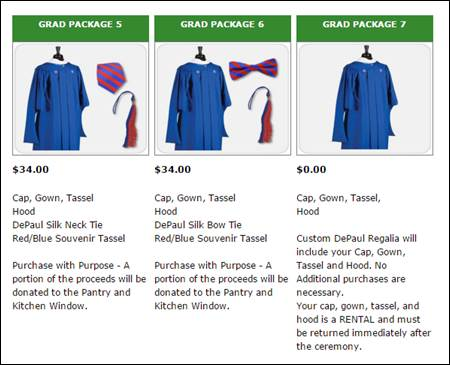 GRAD PACKAGE 5
$34.00
Cap, Gown, Tassel
Hood
DePaul Silk Neck Tie
Red/Blue Souvenir Tassel
Purchase with Purpose - A
portion of the proceeds will be
donated to the Pantry and
Kitchen Window.
GRAD PACKAGE 6
$34.00
Cap, Gown, Tassel
Hood
DePaul Silk Bow Tie
Red/Blue Souvenir Tassel
Purchase with Purpose - A
portion of the proceeds will be
donated to the Pantry and
Kitchen Window.
GRAD PACKAGE 7
$0.00
Cap, Gown, Tassel,
Hood
Custom DePaul Regalia will
include your Cap, Gown,
Tassel and Hood. No
Additional purchases are
necessary.
Your cap, gown, tassel, and
hood is a RENTAL and must
be returned immediately after
the ceremony.